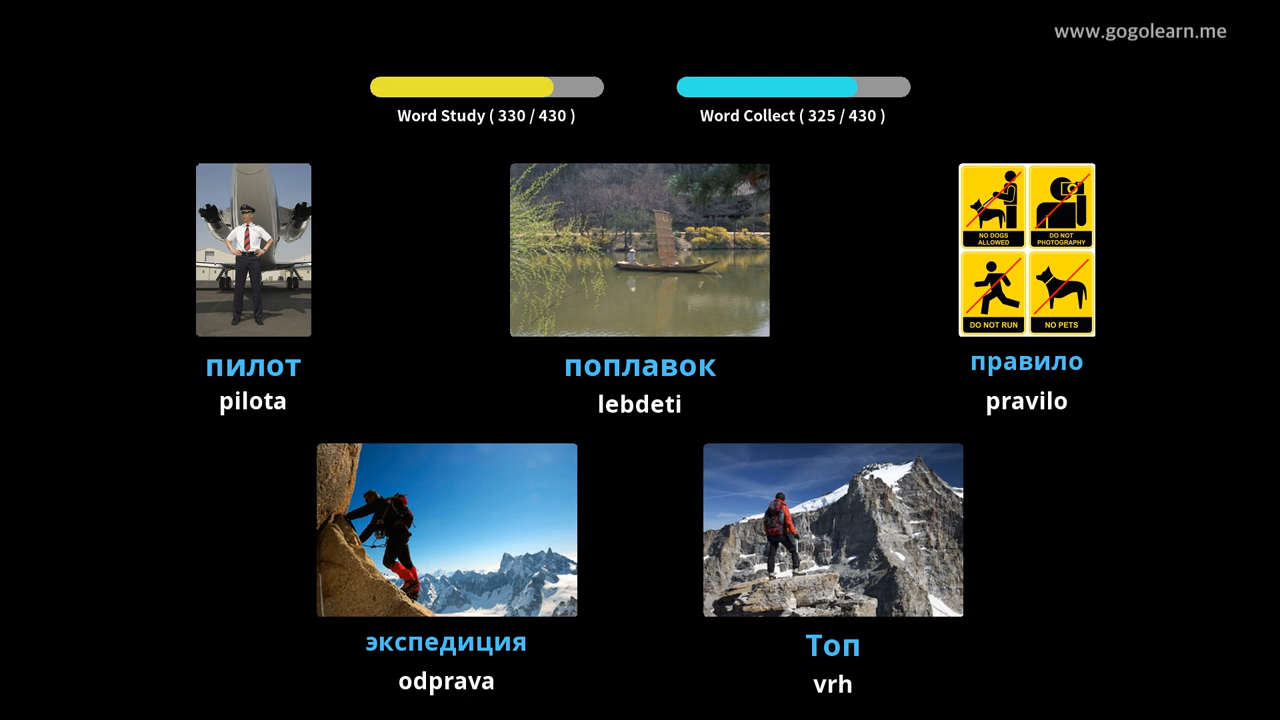 www.gogolearn.me
Word Study ( 330 / 430 )
Word Collect ( 325 / 430 )
NO DOGS
ALLOWED
DO NOT
PHOTOGRAPHY
DO NOT RUN
NO PETS
пилот
pilota
поплавок
lebdeti
правило
pravilo
экспедиция
odprava
Топ
vrh